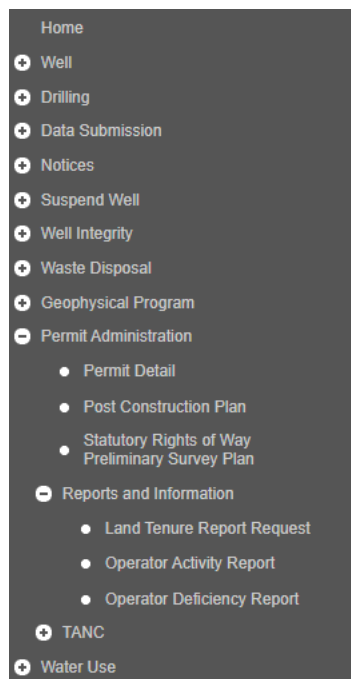 Home
Well
Drilling
Data Submission
Notices
Suspend Well
Well Integrity
Waste Disposal
Geophysical Program
Permit Administration
Permit Detail
Post Construction Plan
Statutory Rights of Way
Preliminary Survey Plan
Reports and Information
Land Tenure Report Request
Operator Activity Report
Operator Deficiency Report
TANC
Water Use